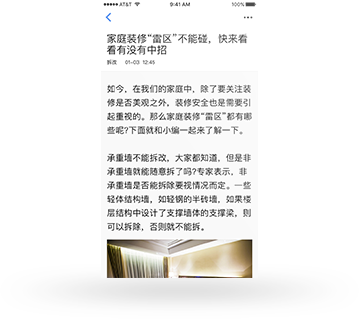 AT&T 9:41 AM 100%
家庭装修“雷区”不能碰，快来看
看有没有中招
拆改 01-03 12:45
如今，在我们的家庭中，除了要关注装
修是否美观之外，装修安全也是需要引
起重视的。那么家庭装修“雷区”都有哪
些呢?下面就和小编一起来了解一下。
承重墙不能拆改，大家都知道，但是非
承重墙就能随意拆了吗?专家表示，非
承重墙是否能拆除要视情况而定。一些
轻体结构墙，如轻钢的半砖墙，如果楼
层结构中设计了支撑墙体的支撑梁，则
可以拆除，否则就不能拆。